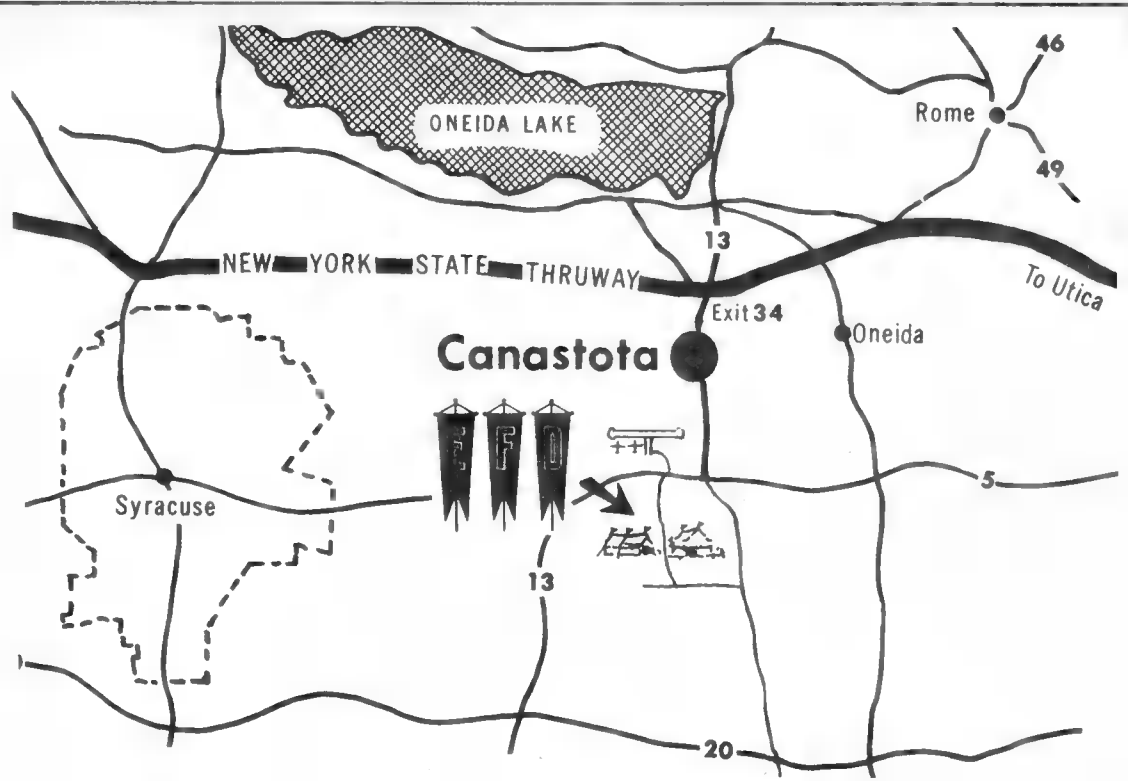 46
Rome
ONEIDA LAKE
49
13
NEW YORK STATE THRUWAY
To Utica
Exit 34
Oneida
Canastota
E F D
5
Syracuse
13
20